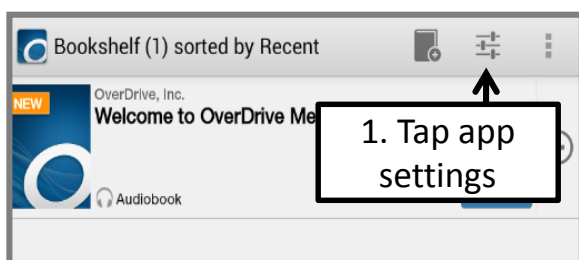 Bookshelf (1) sorted by Recent
NEW
OverDrive, Inc.
Welcome to OverDrive Me
1. Tap app
settings
Audiobook